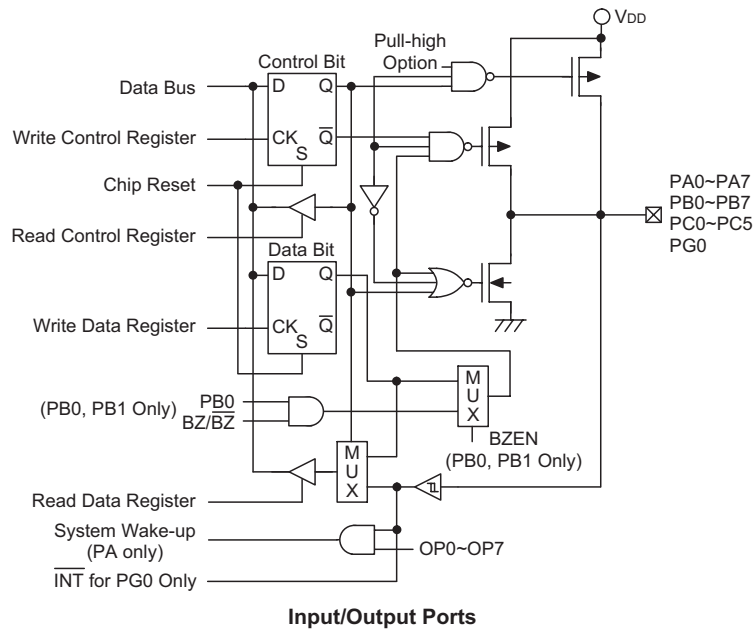 VDD
Pull-high
Option
Control Bit
Data Bus
D
Q
Write Control Register
CK
Q̅
S
Chip Reset
PA0~PA7
PB0~PB7
PC0~PC5
PG0
Read Control Register
Data Bit
D
Q
Write Data Register
CK
Q̅
S
M
U
X
(PB0, PB1 Only)
PB0
BZ/B̅Z̅
BZEN
(PB0, PB1 Only)
M
U
X
Read Data Register
System Wake-up
(PA only)
OP0~OP7
I̅N̅T̅ for PG0 Only
Input/Output Ports